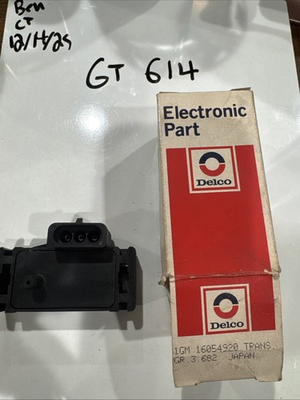 Ben
CT
12/14/25
GT 614
Electronic
Part
Delco
Delco
1GM 16054920 TRANS.
GR 3.682 JAPAN